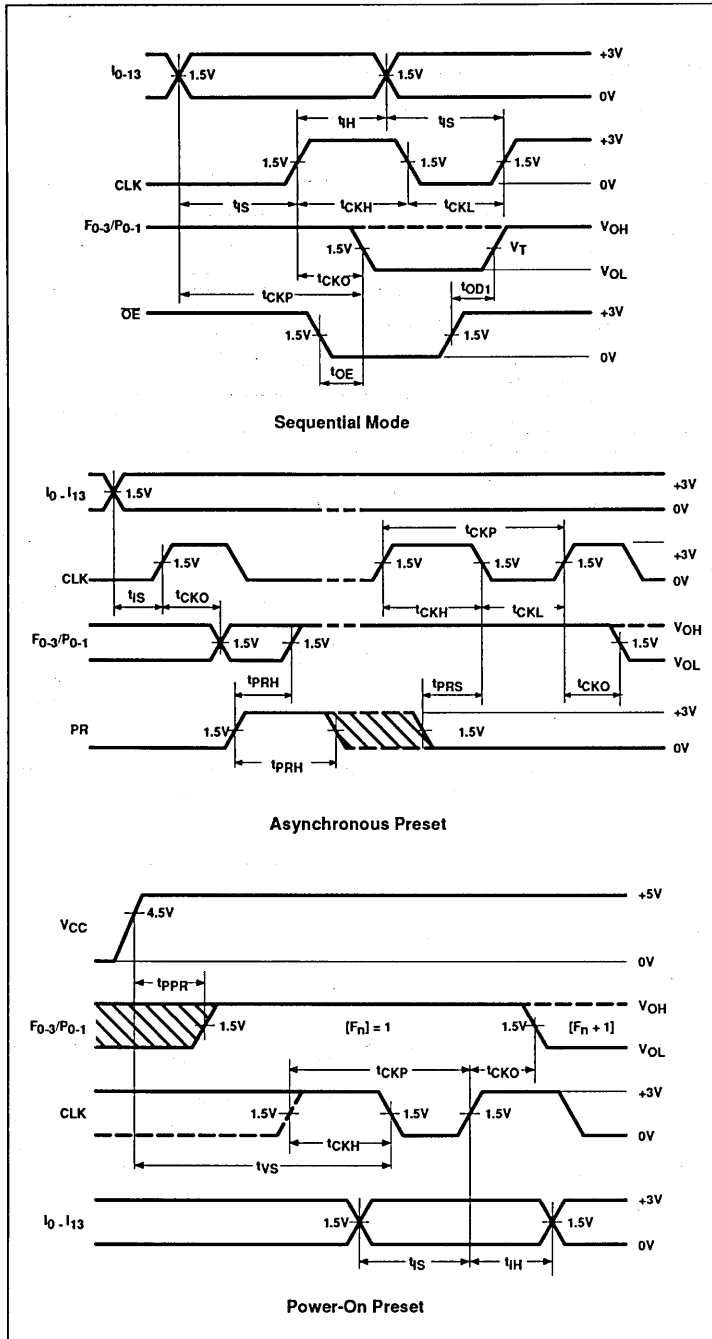 I0-13 1.5V 1.5V +3V
0V
tIH tIS
+3V
CLK 1.5V 1.5V 1.5V
0V
tIS tCKH tCKL
F0-3/P0-1 VOH
1.5V VT
tCKO VOL
tCKP tOD1
OE +3V
1.5V 1.5V
0V
tOE
Sequential Mode
I0 - I13 1.5V +3V
0V
tCKP
CLK 1.5V 1.5V 1.5V 1.5V +3V
0V
tIS tCKO tCKH tCKL
F0-3/P0-1 1.5V 1.5V 1.5V VOH
VOL
tPRH tPRS tCKO
+3V
PR 1.5V 1.5V
0V
tPRH
Asynchronous Preset
+5V
VCC 4.5V
0V
tPPR
VOH
F0-3/P0-1 1.5V [Fn] = 1 1.5V [Fn + 1]
VOL
tCKP tCKO
+3V
CLK 1.5V 1.5V 1.5V
0V
tCKH
tVS
+3V
I0 - I13 1.5V 1.5V
0V
tIS tIH
Power-On Preset